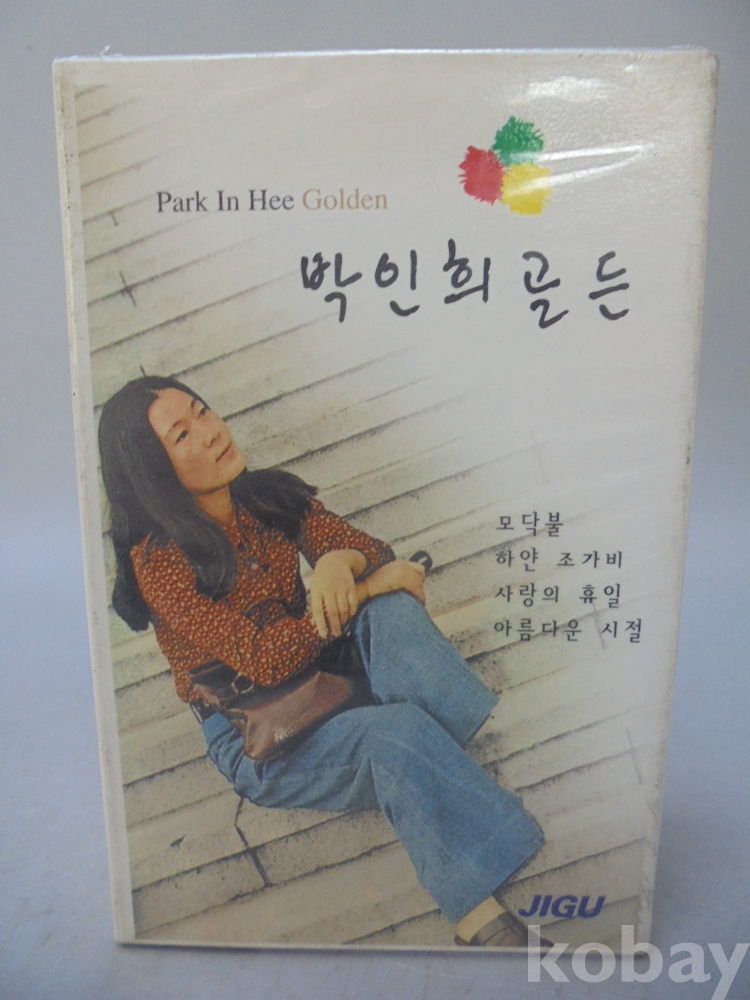 Park In Hee Golden
박인희골든
모닥불
하얀 조가비
사랑의 휴일
아름다운 시절
JIGU
kobay